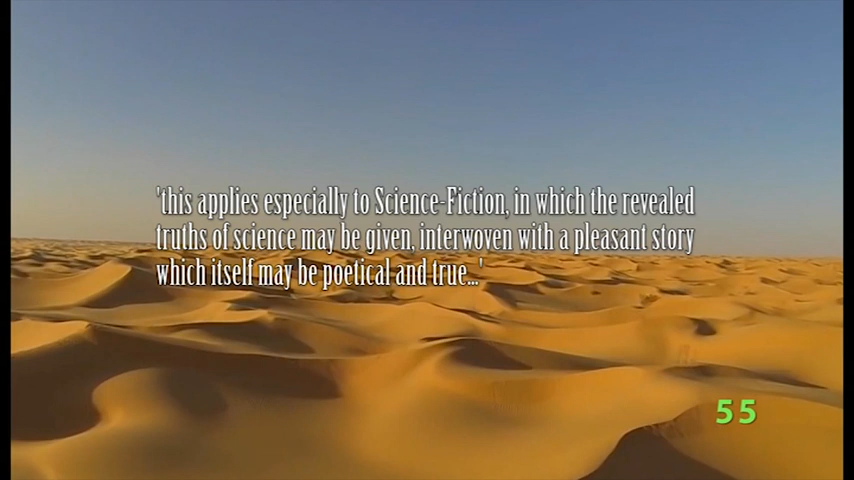 'this applies especially to Science-Fiction, in which the revealed
truths of science may be given, interwoven with a pleasant story
which itself may be poetical and true...'
55